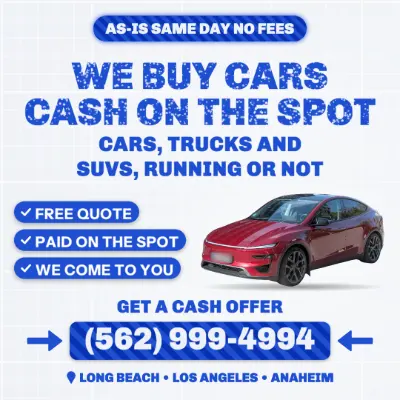 AS-IS SAME DAY NO FEES
WE BUY CARS
CASH ON THE SPOT
CARS, TRUCKS AND
SUVS, RUNNING OR NOT
FREE QUOTE
PAID ON THE SPOT
WE COME TO YOU
GET A CASH OFFER
(562) 999-4994
LONG BEACH • LOS ANGELES • ANAHEIM